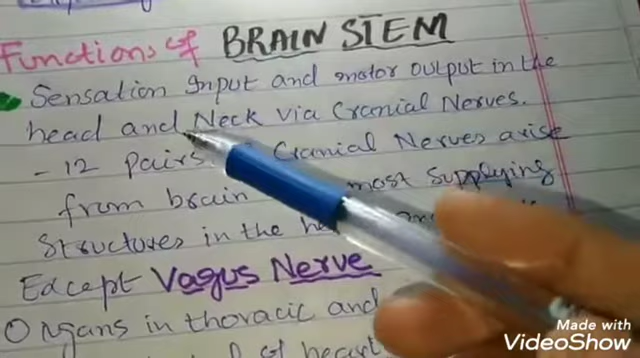 Functions of BRAIN STEM
Sensation Input and motor output in the
head and Neck via Cranial Nerves.
- 12 pairs Cranial Nerves arise
from brain most supplying
structures in the
Except Vagus Nerve
Organs in thoracic and
of heart
Made with
VideoShow